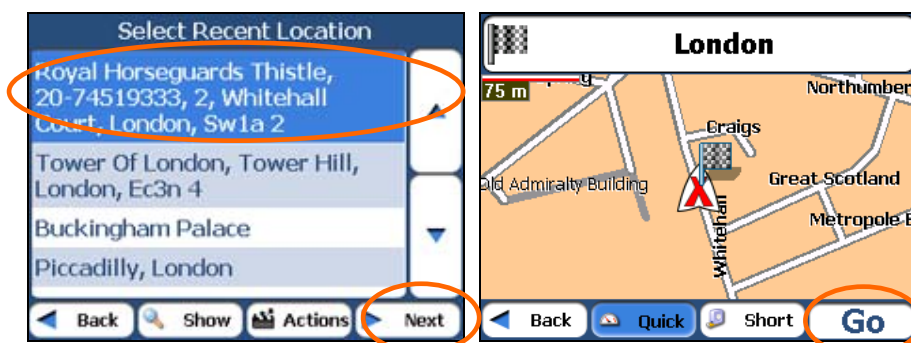 Select Recent Location
Royal Horseguards Thistle,
20-74519333, 2, Whitehall
Court, London, Sw1a 2
Tower Of London, Tower Hill,
London, Ec3n 4
Buckingham Palace
Piccadilly, London
Back Show Actions Next
London
75 m
Northumber
Craigs
Old Admiralty Building
Great Scotland
Metropole B
Whitehall
Back Quick Short Go